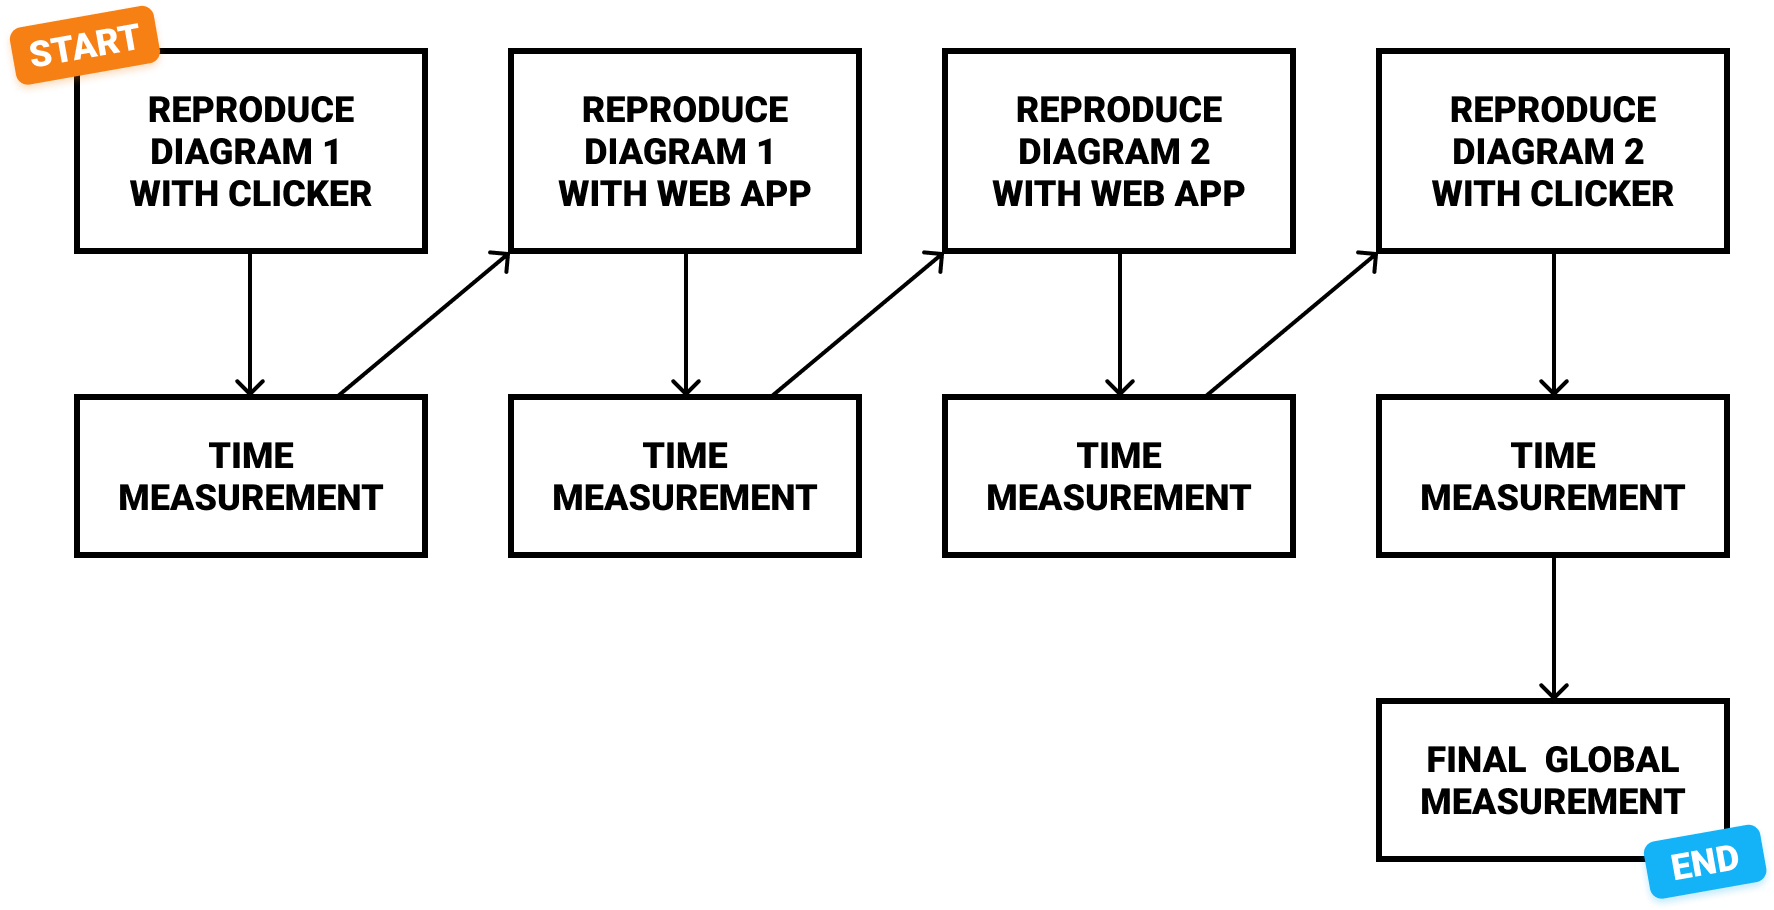 START
REPRODUCE
DIAGRAM 1
WITH CLICKER
TIME
MEASUREMENT
REPRODUCE
DIAGRAM 1
WITH WEB APP
TIME
MEASUREMENT
REPRODUCE
DIAGRAM 2
WITH WEB APP
TIME
MEASUREMENT
REPRODUCE
DIAGRAM 2
WITH CLICKER
TIME
MEASUREMENT
FINAL GLOBAL
MEASUREMENT
END